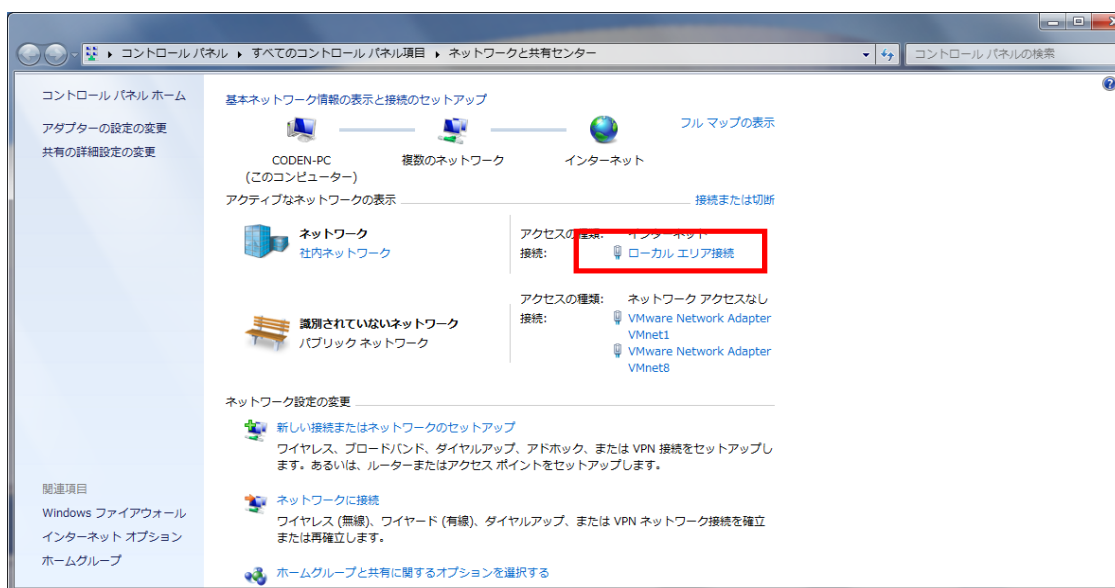 コントロール パネル ▸ すべてのコントロール パネル項目 ▸ ネットワークと共有センター
コントロール パネルの検索
コントロール パネル ホーム
アダプターの設定の変更
共有の詳細設定の変更
基本ネットワーク情報の表示と接続のセットアップ
フル マップの表示
CODEN-PC
(このコンピューター)
複数のネットワーク
インターネット
アクティブなネットワークの表示
接続または切断
ネットワーク
社内ネットワーク
アクセスの種類: インターネット
接続: ローカル エリア接続
識別されていないネットワーク
パブリック ネットワーク
アクセスの種類: ネットワーク アクセスなし
接続: VMware Network Adapter
VMnet1
VMware Network Adapter
VMnet8
ネットワーク設定の変更
新しい接続またはネットワークのセットアップ
ワイヤレス、ブロードバンド、ダイヤルアップ、アドホック、または VPN 接続をセットアップし
ます。あるいは、ルーターまたはアクセス ポイントをセットアップします。
ネットワークに接続
ワイヤレス (無線)、ワイヤード (有線)、ダイヤルアップ、または VPN ネットワーク接続を確立
または再確立します。
ホームグループと共有に関するオプションを選択する
関連項目
Windows ファイアウォール
インターネット オプション
ホームグループ